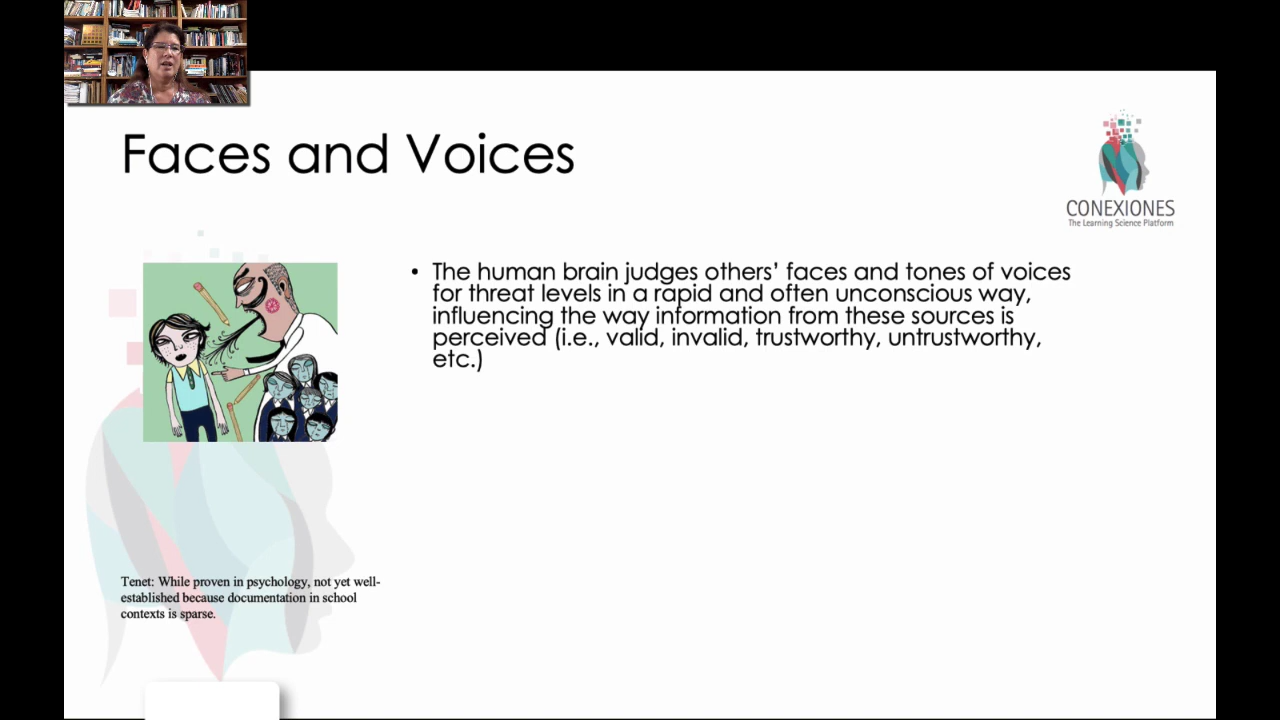 Faces and Voices
CONEXIONES
The Learning Science Platform
• The human brain judges others’ faces and tones of voices
for threat levels in a rapid and often unconscious way,
influencing the way information from these sources is
perceived (i.e., valid, invalid, trustworthy, untrustworthy,
etc.)
Tenet: While proven in psychology, not yet well-
established because documentation in school
contexts is sparse.